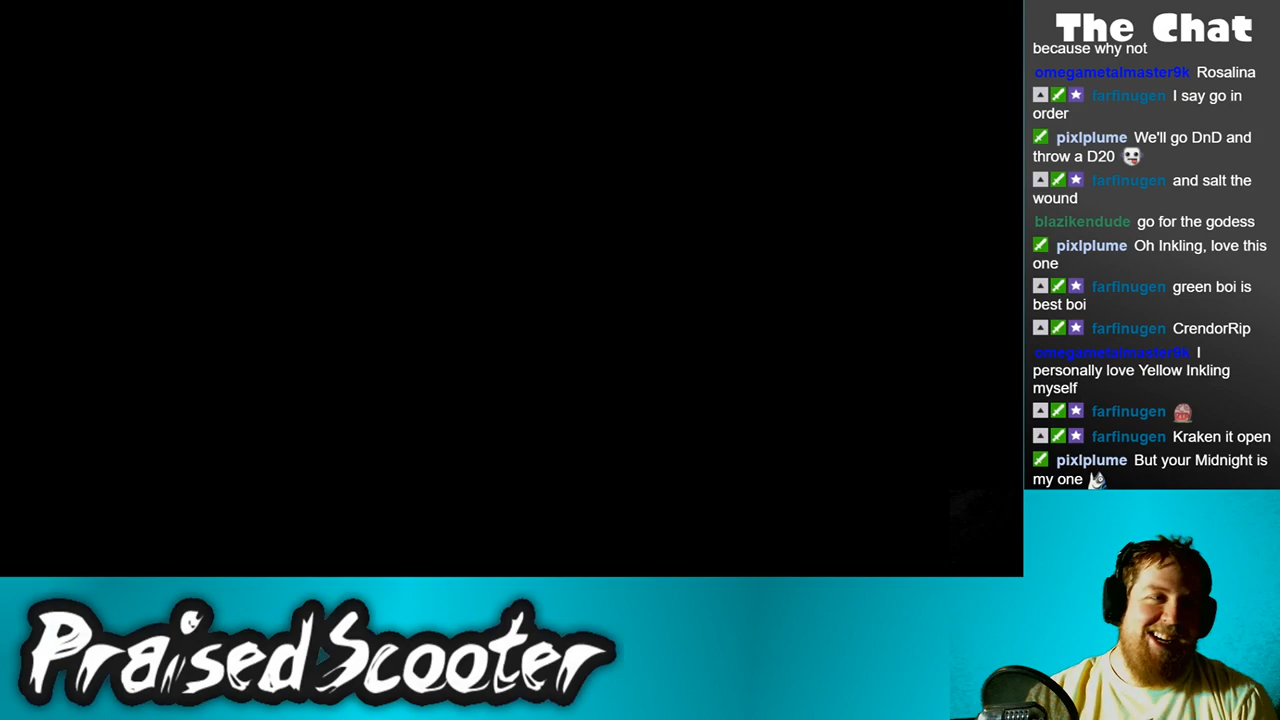 The Chat
because why not
omegametalmaster9k Rosalina
farfinugen I say go in
order
pixlplume We'll go DnD and
throw a D20
farfinugen and salt the
wound
blazikendude go for the godess
pixlplume Oh Inkling, love this
one
farfinugen green boi is
best boi
farfinugen CrendorRip
omegametalmaster9k I
personally love Yellow Inkling
myself
farfinugen
farfinugen Kraken it open
pixlplume But your Midnight is
my one
PraisedScooter